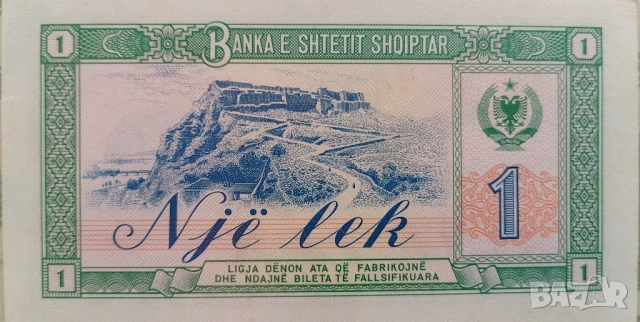 1 BANKA E SHTETIT SHQIPTAR 1
1
Një lek
1 LIGJA DËNON ATA QË FABRIKOJNË 1
DHE NDAJNË BILETA TË FALLSIFIKUARA
BAZAR